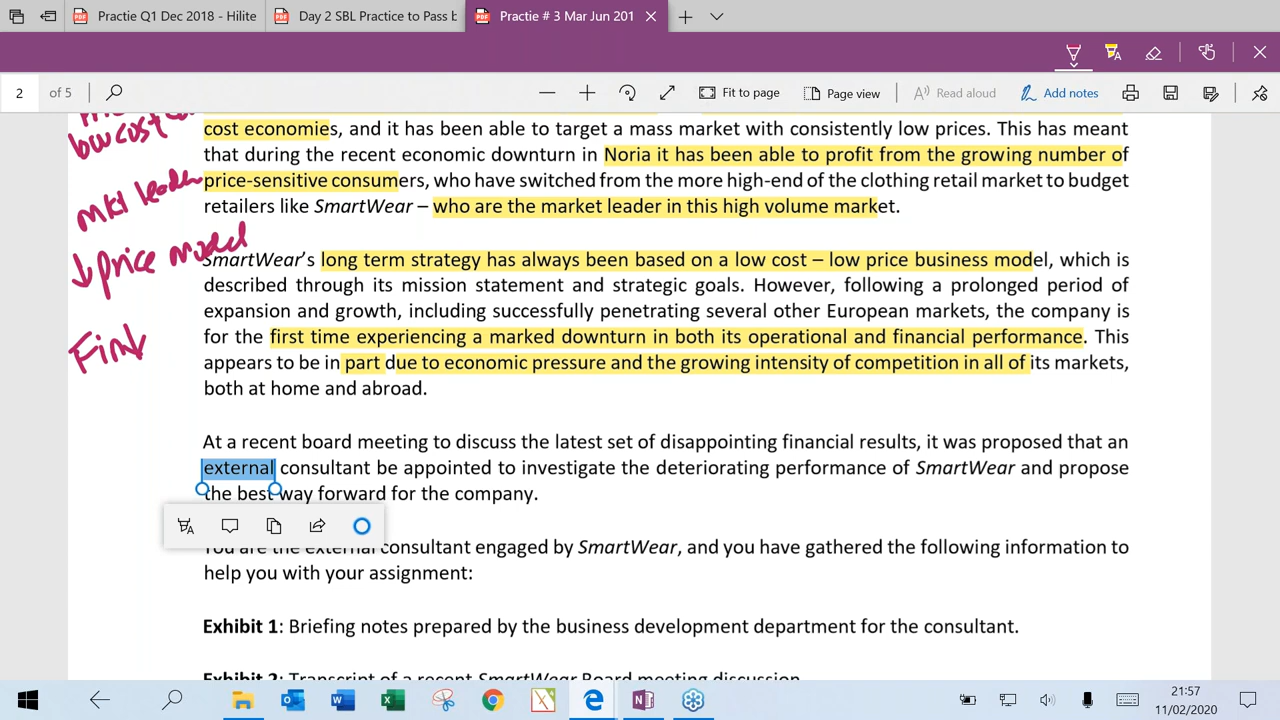 Practie Q1 Dec 2018 - Hilite
Day 2 SBL Practice to Pass b
Practie # 3 Mar Jun 201
2 of 5
Fit to page
Page view
Read aloud
Add notes
low cost
cost economies, and it has been able to target a mass market with consistently low prices. This has meant
that during the recent economic downturn in Noria it has been able to profit from the growing number of
price-sensitive consumers, who have switched from the more high-end of the clothing retail market to budget
mkt leader
retailers like SmartWear – who are the market leader in this high volume market.
↓ price model
SmartWear's long term strategy has always been based on a low cost – low price business model, which is
described through its mission statement and strategic goals. However, following a prolonged period of
expansion and growth, including successfully penetrating several other European markets, the company is
for the first time experiencing a marked downturn in both its operational and financial performance. This
appears to be in part due to economic pressure and the growing intensity of competition in all of its markets,
both at home and abroad.
At a recent board meeting to discuss the latest set of disappointing financial results, it was proposed that an
external consultant be appointed to investigate the deteriorating performance of SmartWear and propose
the best way forward for the company.
You are the external consultant engaged by SmartWear, and you have gathered the following information to
help you with your assignment:
Exhibit 1: Briefing notes prepared by the business development department for the consultant.
Exhibit 2: Transcript of a recent SmartWear Board meeting discussion
21:57
11/02/2020